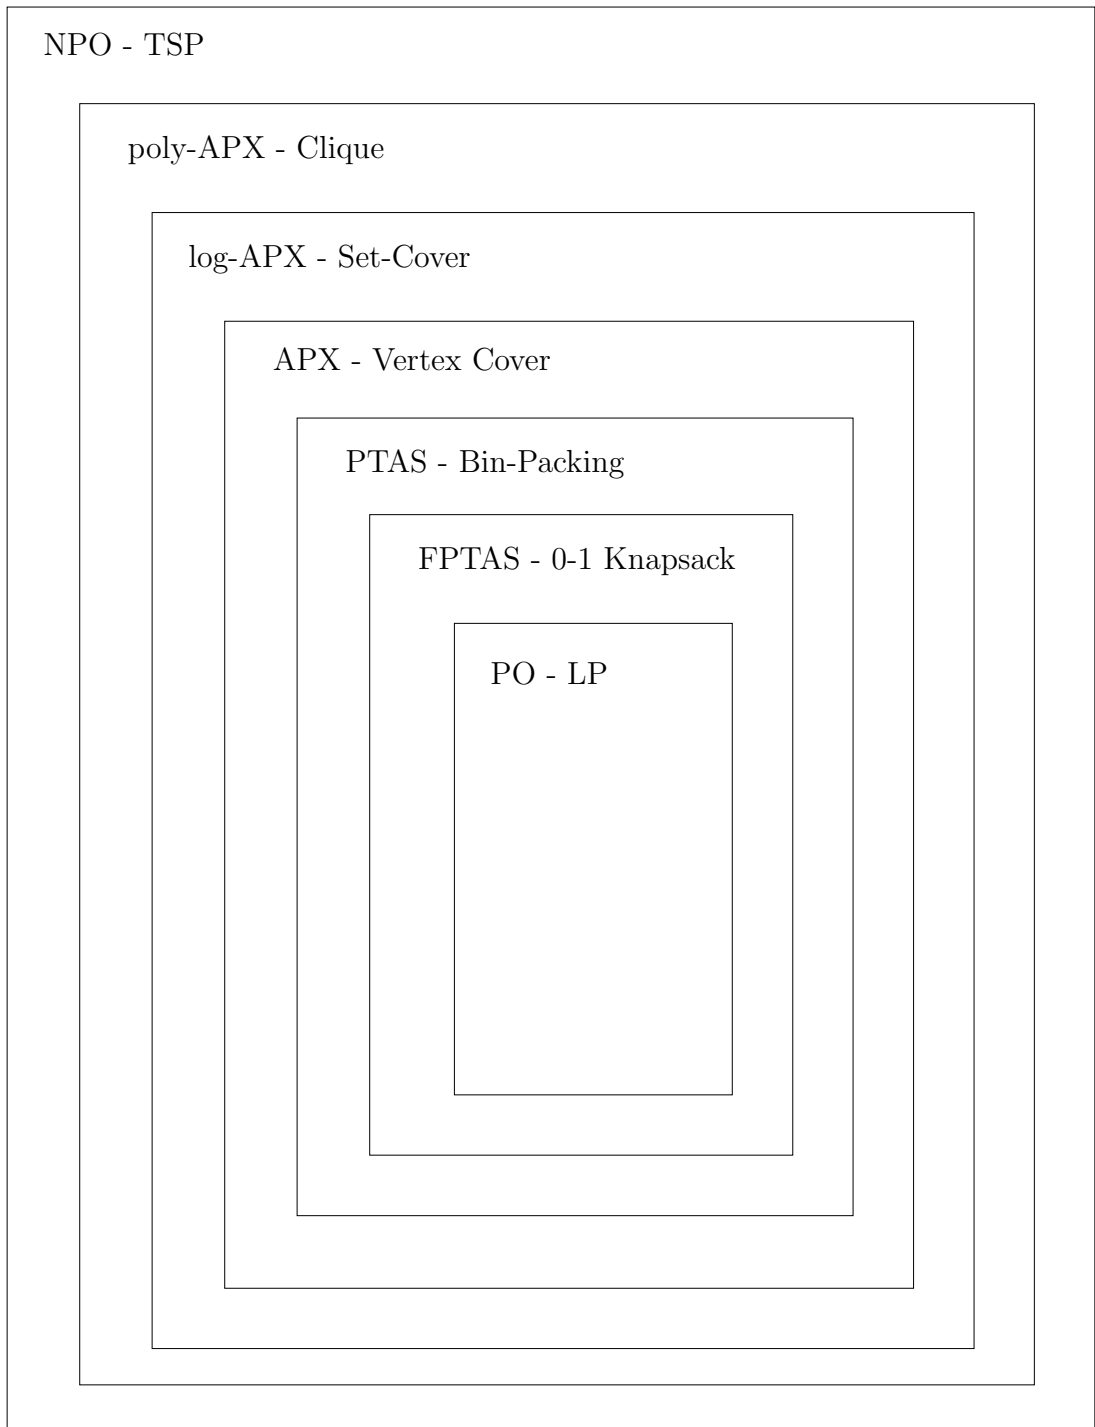 NPO - TSP
poly-APX - Clique
log-APX - Set-Cover
APX - Vertex Cover
PTAS - Bin-Packing
FPTAS - 0-1 Knapsack
PO - LP